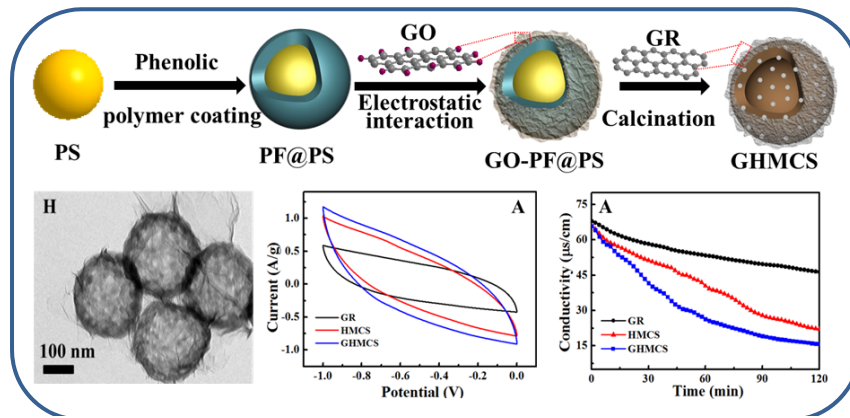 Phenolic
polymer coating
PS
PF@PS
GO
Electrostatic
interaction
GO-PF@PS
GR
Calcination
GHMCS
H
100 nm
A
Current (A/g)
1.0
0.5
0.0
-0.5
-1.0
GR
HMCS
GHMCS
-1.0 -0.8 -0.6 -0.4 -0.2 0.0
Potential (V)
A
Conductivity (μs/cm)
75
60
45
30
15
GR
HMCS
GHMCS
0 30 60 90 120
Time (min)